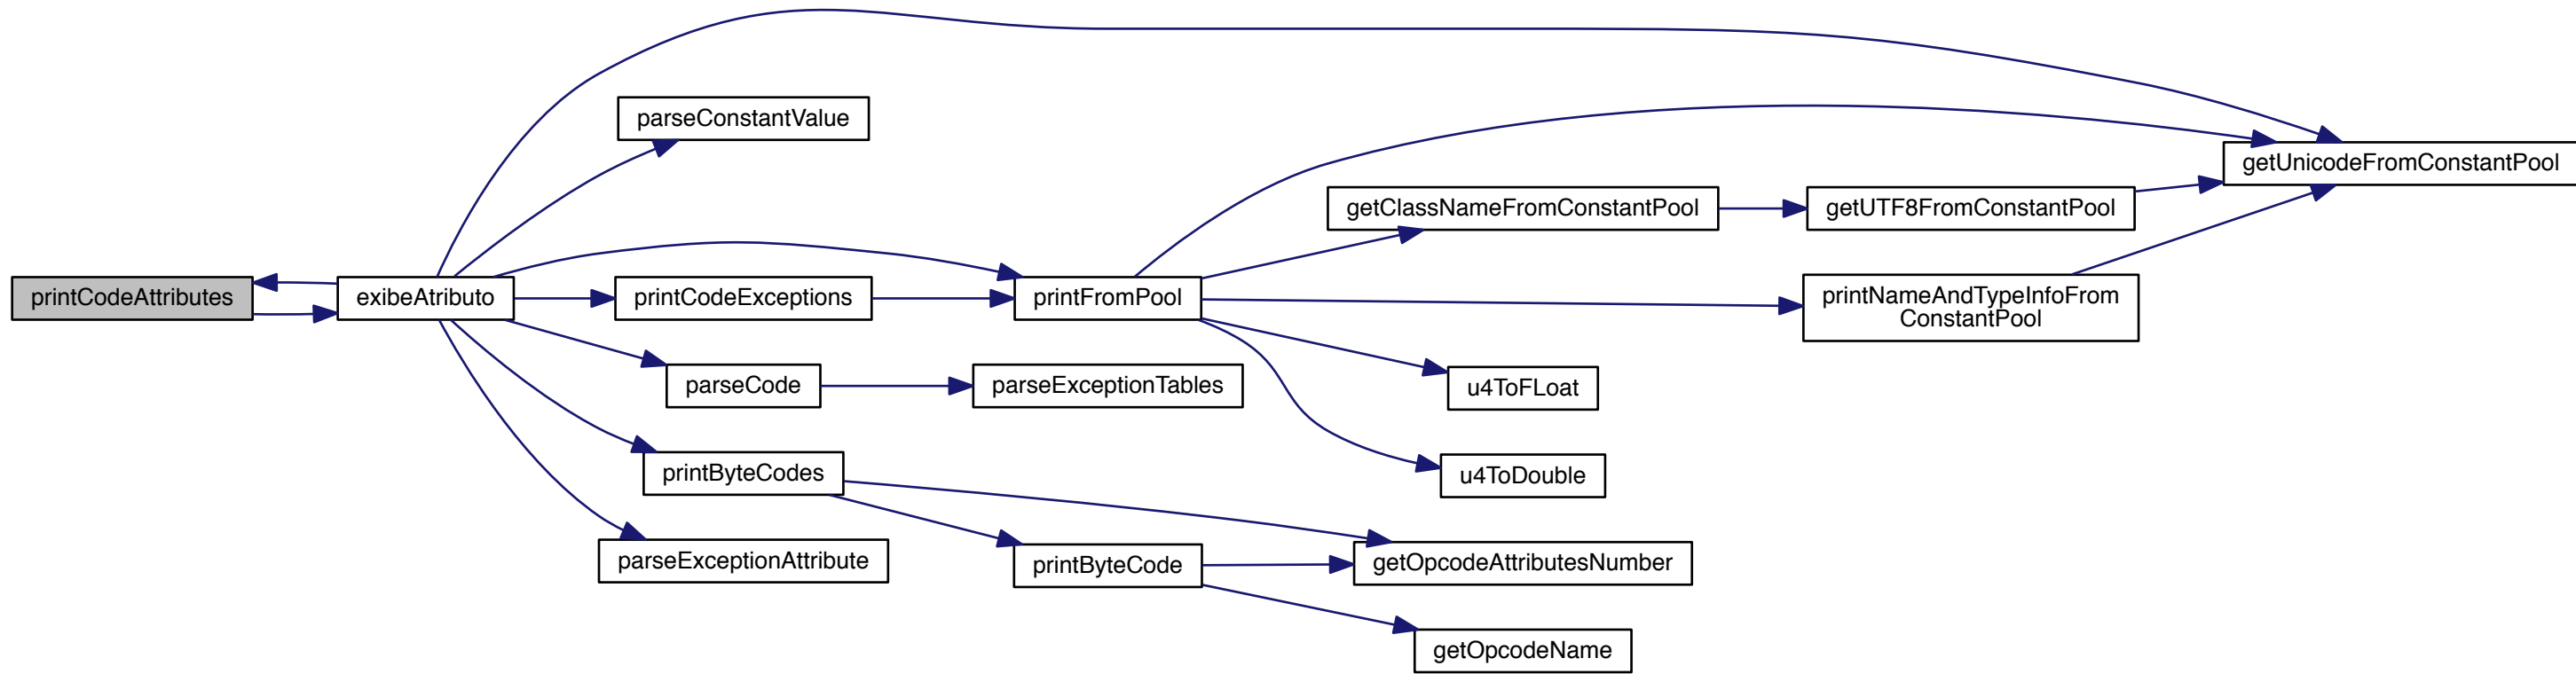 parseConstantValue
getUnicodeFromConstantPool
getClassNameFromConstantPool
getUTF8FromConstantPool
printCodeAttributes
exibeAtributo
printCodeExceptions
printFromPool
printNameAndTypeInfoFrom
ConstantPool
parseCode
parseExceptionTables
u4ToFLoat
printByteCodes
u4ToDouble
parseExceptionAttribute
printByteCode
getOpcodeAttributesNumber
getOpcodeName